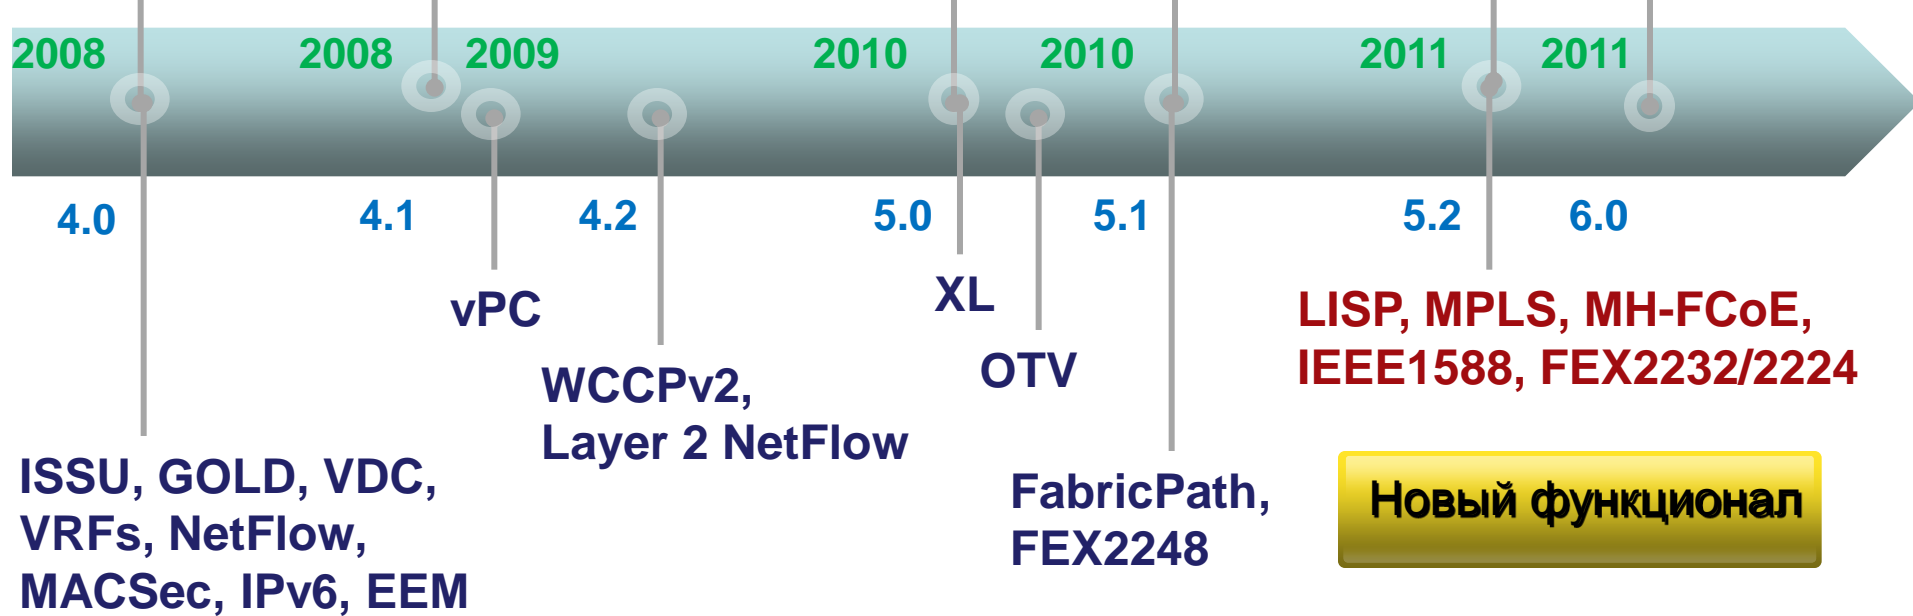 2008 2008 2009 2010 2010 2011 2011
4.0 4.1 4.2 5.0 5.1 5.2 6.0
vPC
XL
LISP, MPLS, MH-FCoE,
IEEE1588, FEX2232/2224
OTV
WCCPv2,
Layer 2 NetFlow
ISSU, GOLD, VDC,
VRFs, NetFlow,
MACSec, IPv6, EEM
FabricPath,
FEX2248
Новый функционал